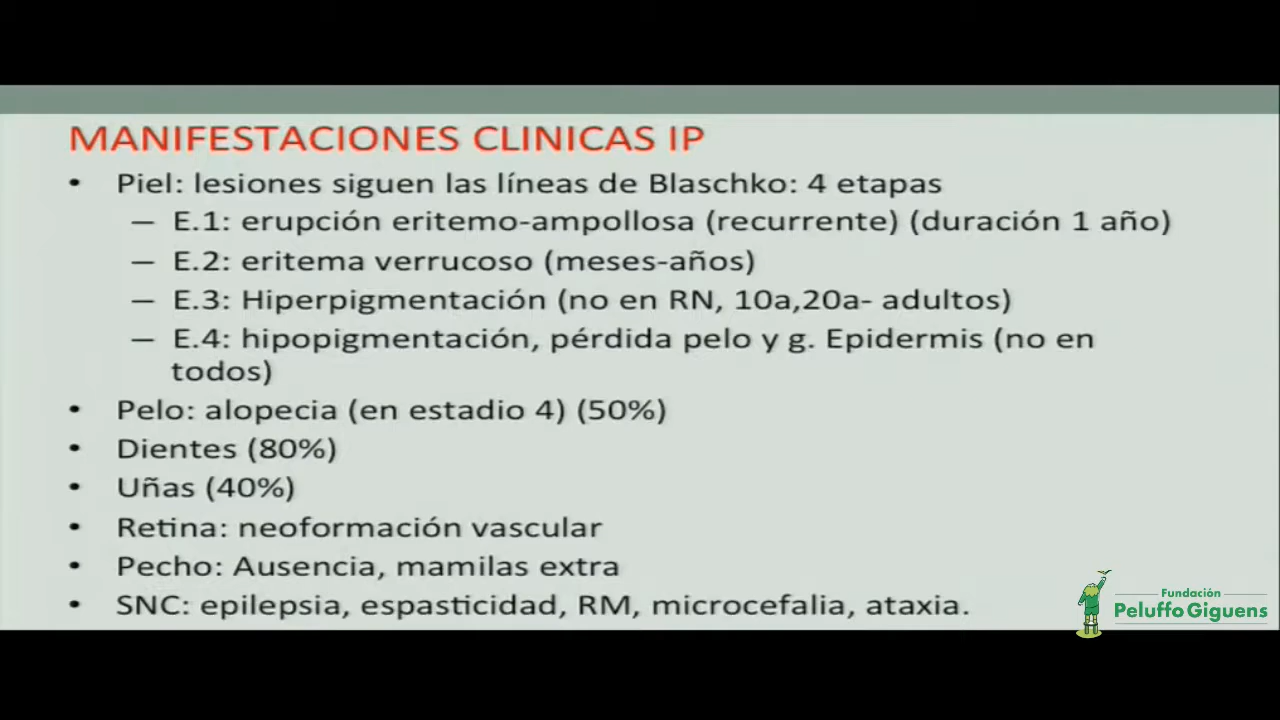 MANIFESTACIONES CLINICAS IP
• Piel: lesiones siguen las líneas de Blaschko: 4 etapas
– E.1: erupción eritemo-ampollosa (recurrente) (duración 1 año)
– E.2: eritema verrucoso (meses-años)
– E.3: Hiperpigmentación (no en RN, 10a,20a- adultos)
– E.4: hipopigmentación, pérdida pelo y g. Epidermis (no en
todos)
• Pelo: alopecia (en estadio 4) (50%)
• Dientes (80%)
• Uñas (40%)
• Retina: neoformación vascular
• Pecho: Ausencia, mamilas extra
• SNC: epilepsia, espasticidad, RM, microcefalia, ataxia.
Fundación
Peluffo Giguens